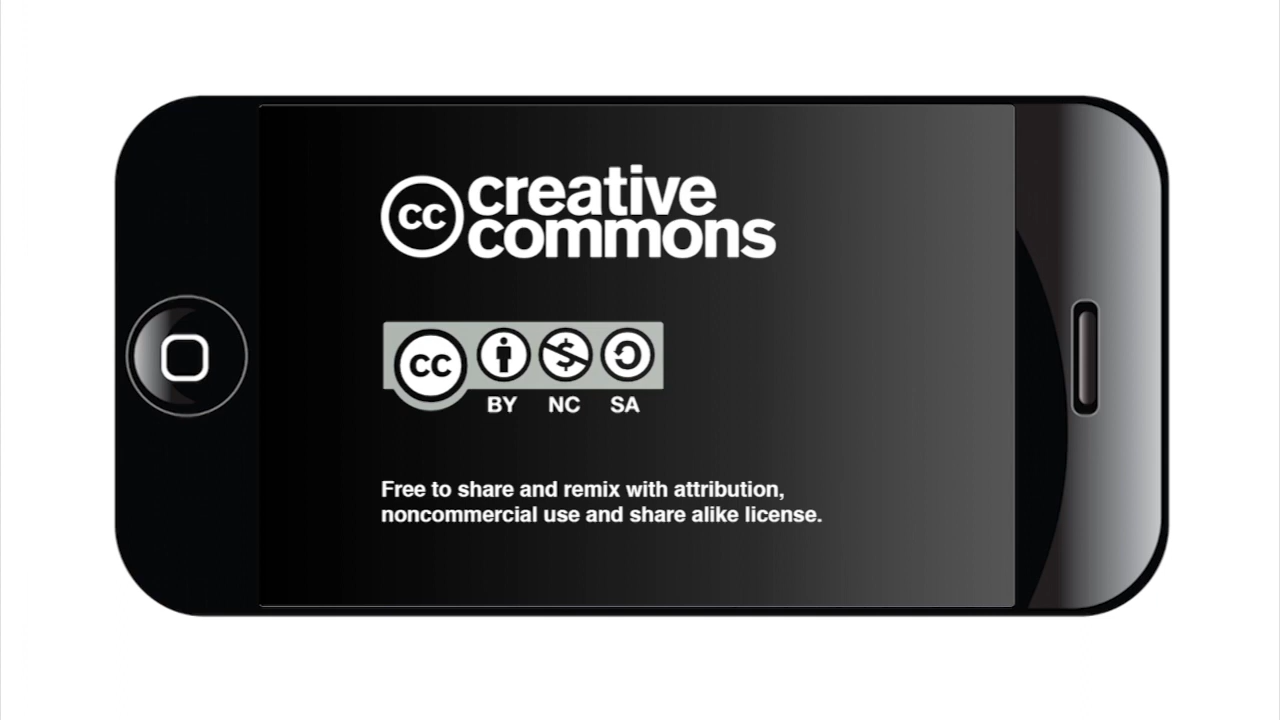 cc creative
commons
cc
BY NC SA
Free to share and remix with attribution,
noncommercial use and share alike license.